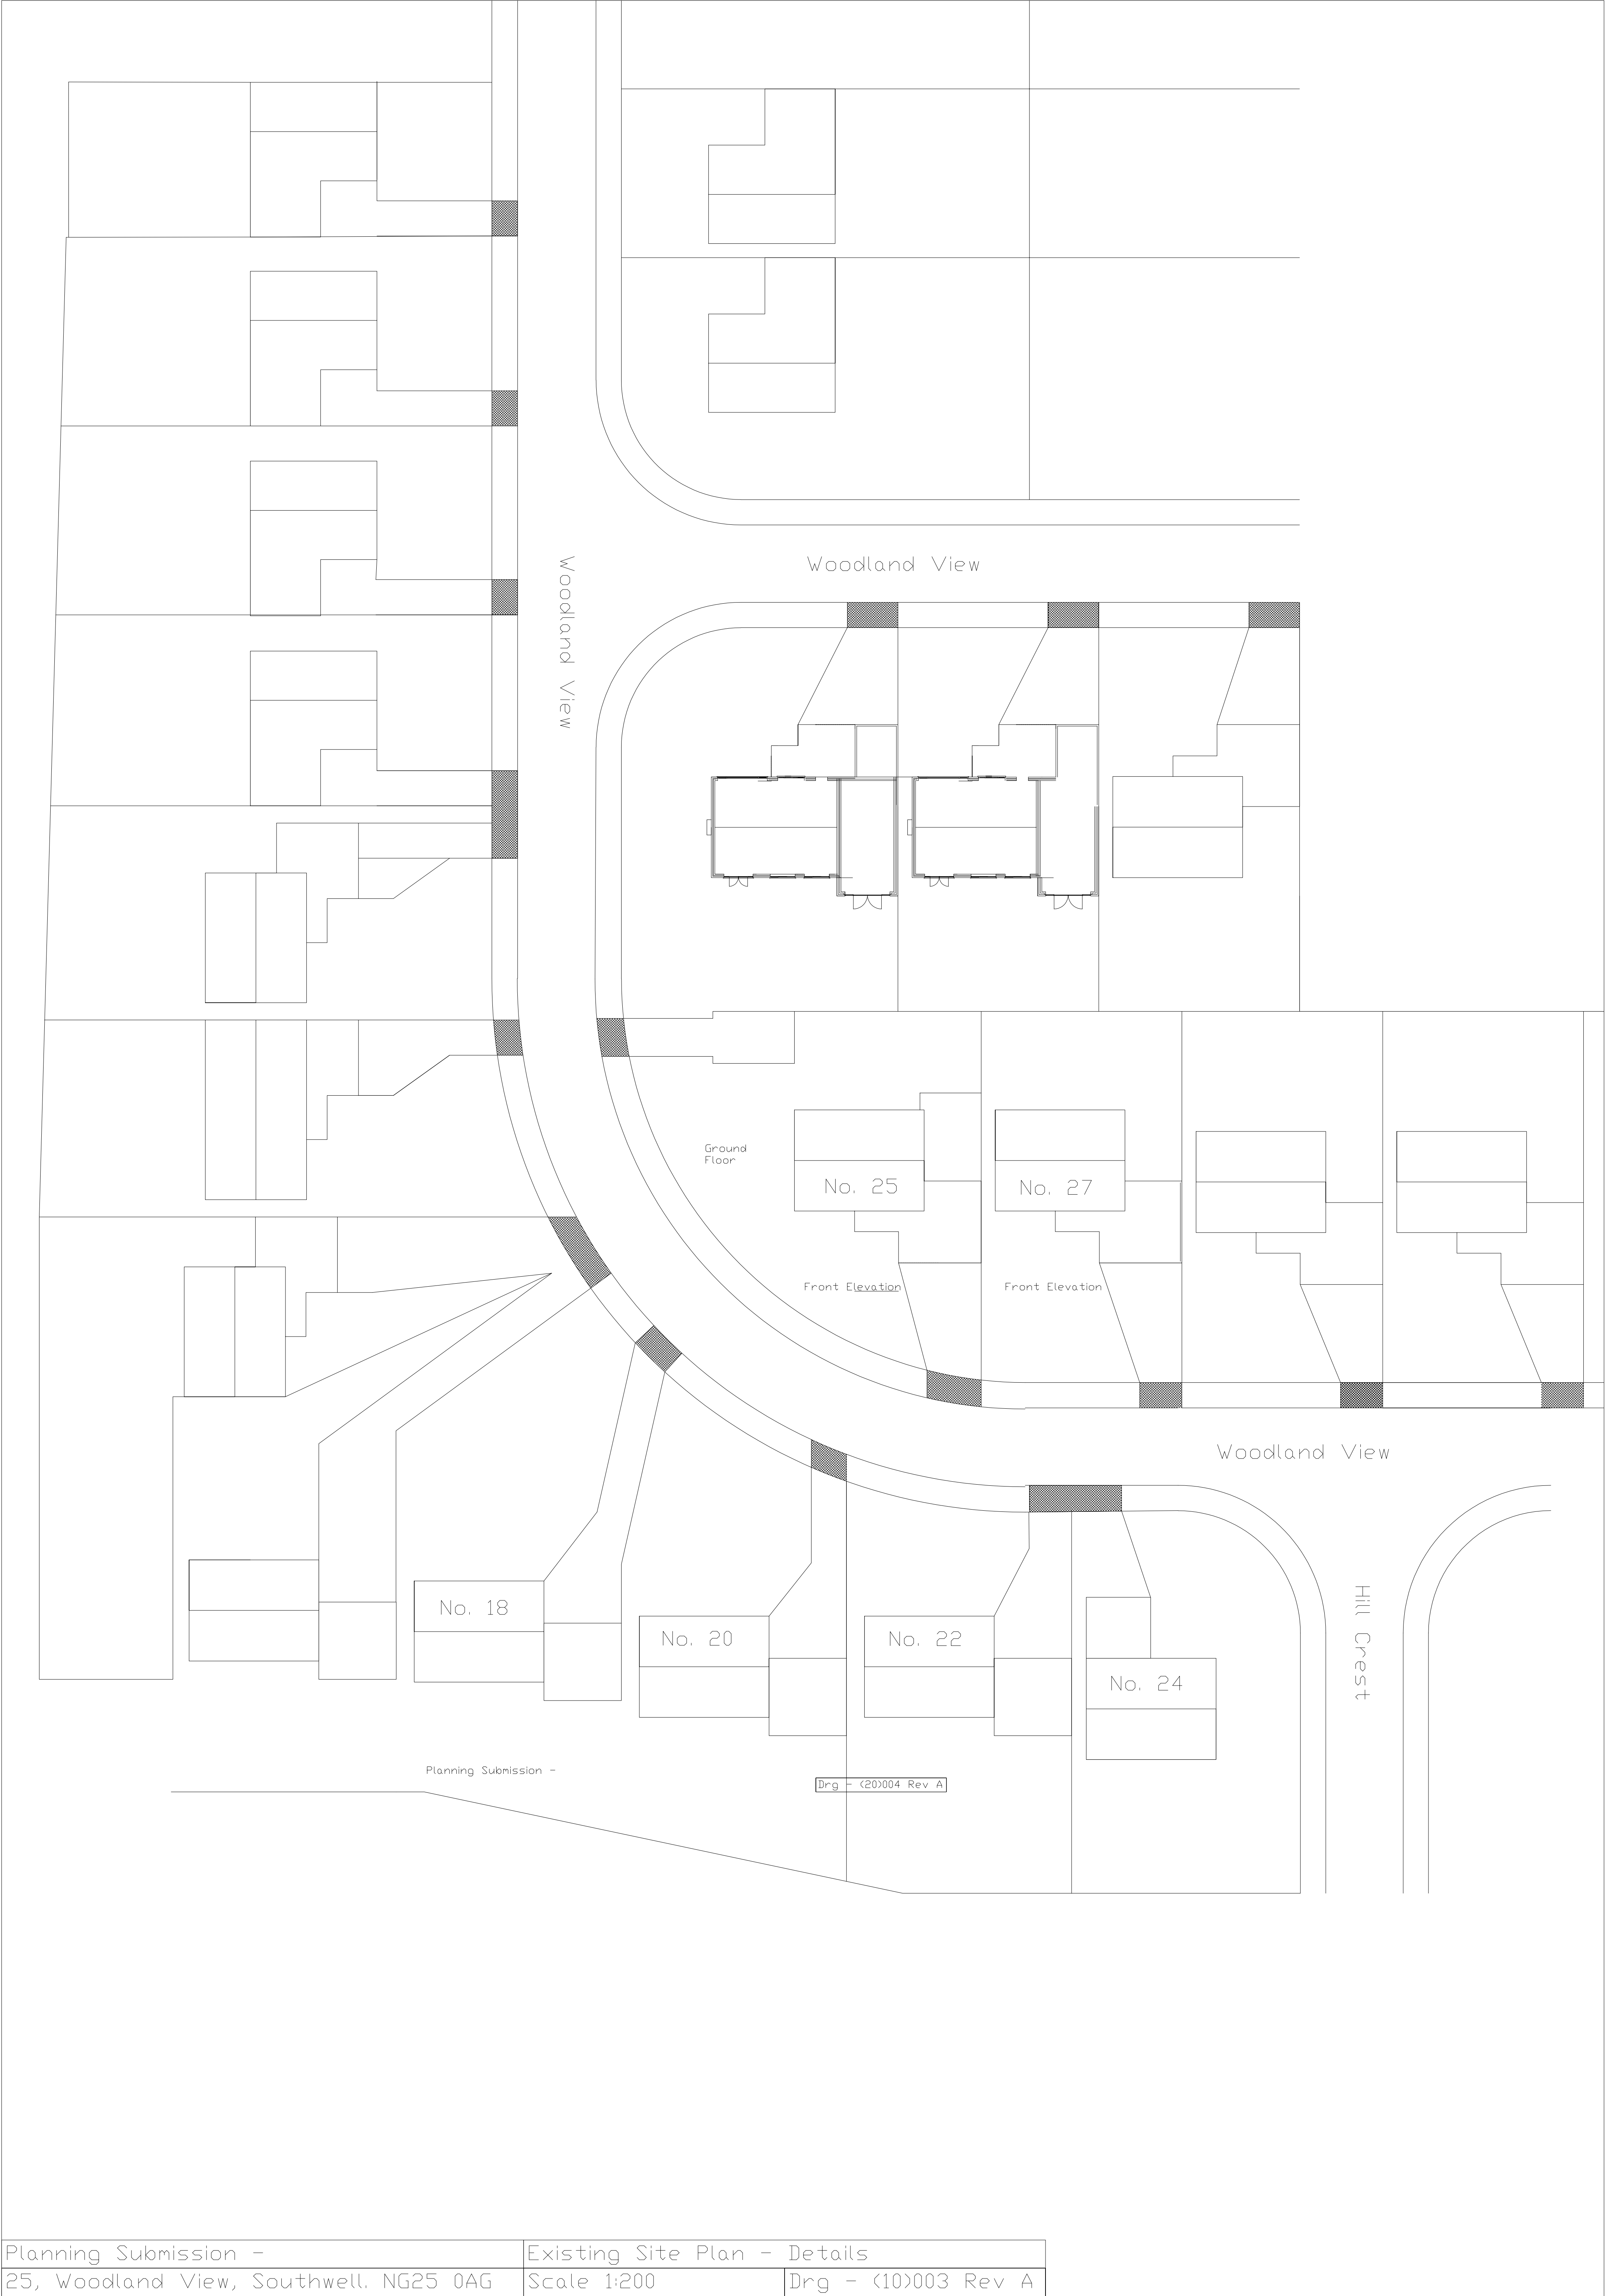 Woodland View
Woodland View
Ground
Floor
No. 25
No. 27
Front Elevation
Front Elevation
Woodland View
Hill Crest
No. 18
No. 20
No. 22
No. 24
Planning Submission -
Drg - (20)004 Rev A
Planning Submission -
Existing Site Plan - Details
25, Woodland View, Southwell. NG25 0AG
Scale 1:200
Drg - (10)003 Rev A